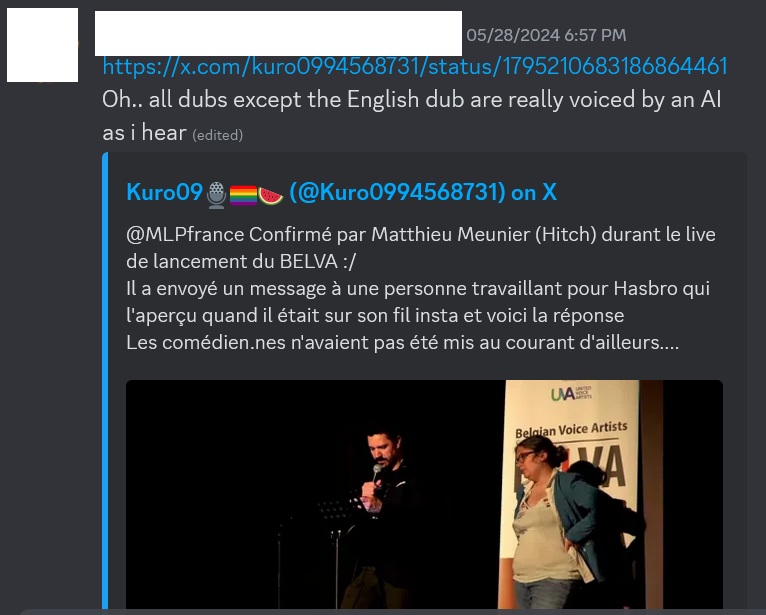 05/28/2024 6:57 PM
https://x.com/kuro0994568731/status/1795210683186864461
Oh.. all dubs except the English dub are really voiced by an AI
as i hear (edited)
Kuro09🎙️🏳️‍🌈🍉 (@Kuro0994568731) on X
@MLPfrance Confirmé par Matthieu Meunier (Hitch) durant le live
de lancement du BELVA :/
Il a envoyé un message à une personne travaillant pour Hasbro qui
l'aperçu quand il était sur son fil insta et voici la réponse
Les comédien.nes n'avaient pas été mis au courant d'ailleurs....
UVA UNITED
VOICE
ARTISTS
Belgian Voice Artists